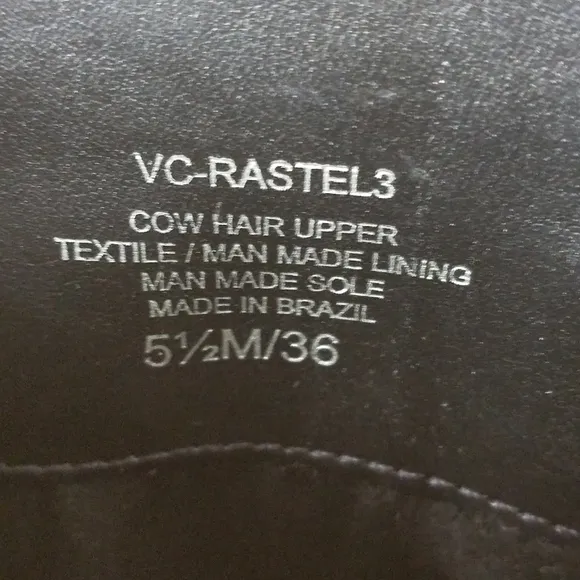 VC-RASTEL3
COW HAIR UPPER
TEXTILE / MAN MADE LINING
MAN MADE SOLE
MADE IN BRAZIL
5½M/36